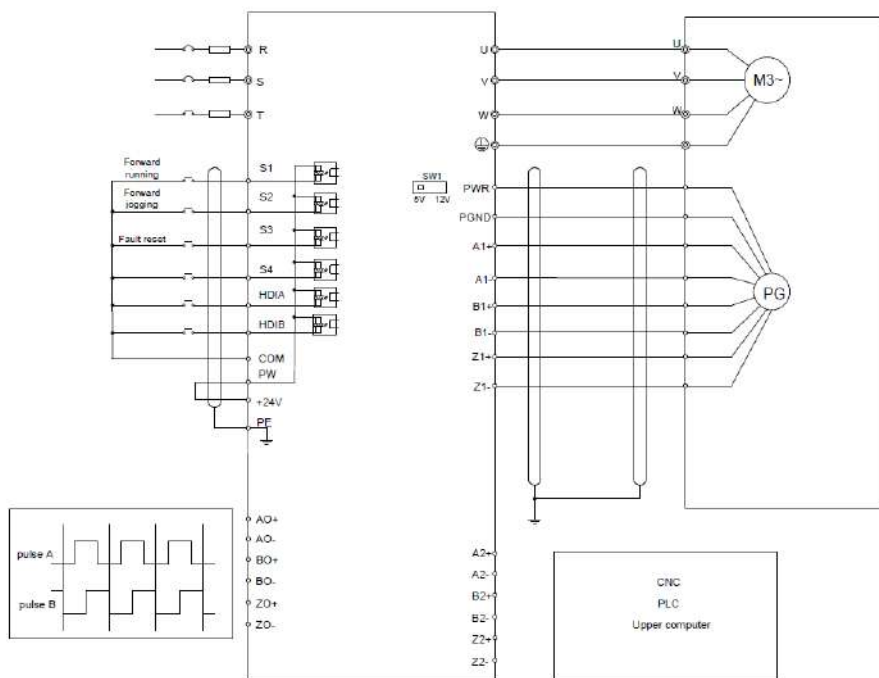 R
S
T
U
V
W
U
V
W
M3~
Forward
running
Forward
jogging
Fault reset
S1
S2
S3
S4
HDIA
HDIB
COM
PW
+24V
PE
SW1
5V 12V
PWR
PGND
A1+
A1-
B1+
B1-
Z1+
Z1-
PG
pulse A
pulse B
AO+
AO-
BO+
BO-
ZO+
ZO-
A2+
A2-
B2+
B2-
Z2+
Z2-
CNC
PLC
Upper computer